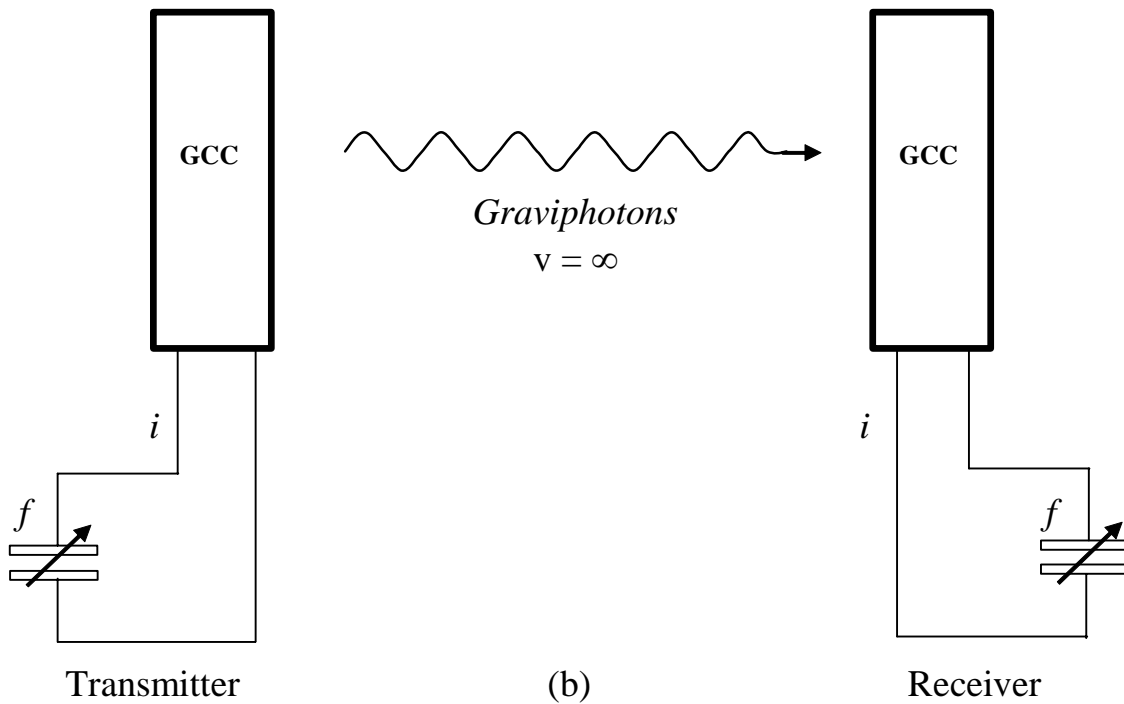 GCC
GCC
Graviphotons
v = ∞
i
i
f
f
Transmitter
(b)
Receiver